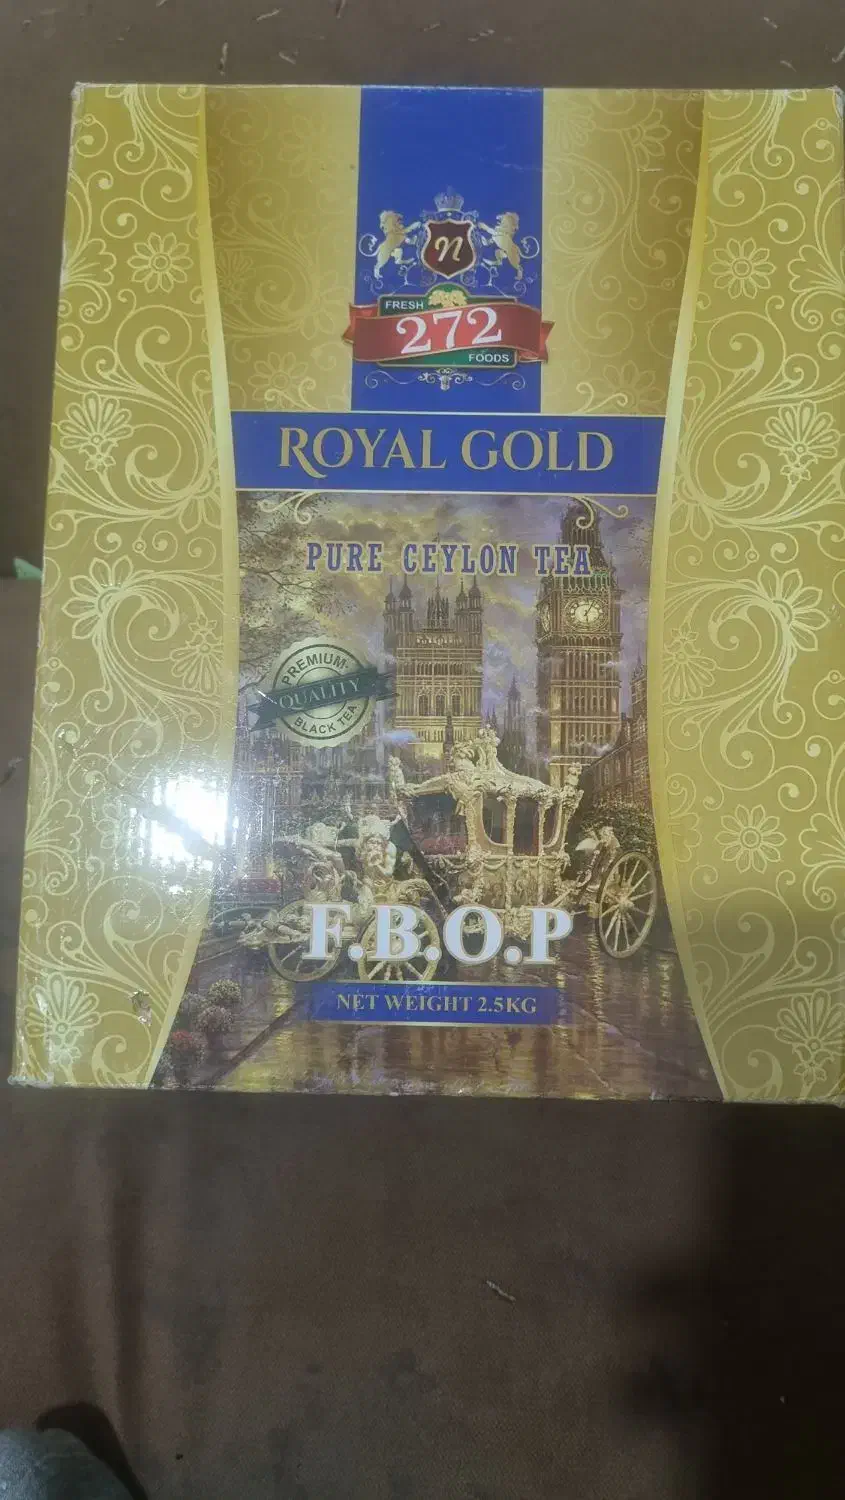 n
FRESH
272
FOODS
ROYAL GOLD
PURE CEYLON TEA
PREMIUM
QUALITY
BLACK TEA
F.B.O.P
NET WEIGHT 2.5KG